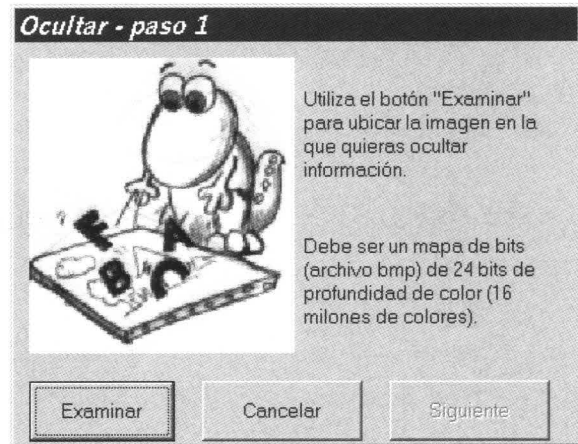 Ocultar - paso 1
Utiliza el botón "Examinar"
para ubicar la imagen en la
que quieras ocultar
información.
Debe ser un mapa de bits
(archivo bmp) de 24 bits de
profundidad de color (16
milones de colores).
E A
B C
Examinar
Cancelar
Siguiente